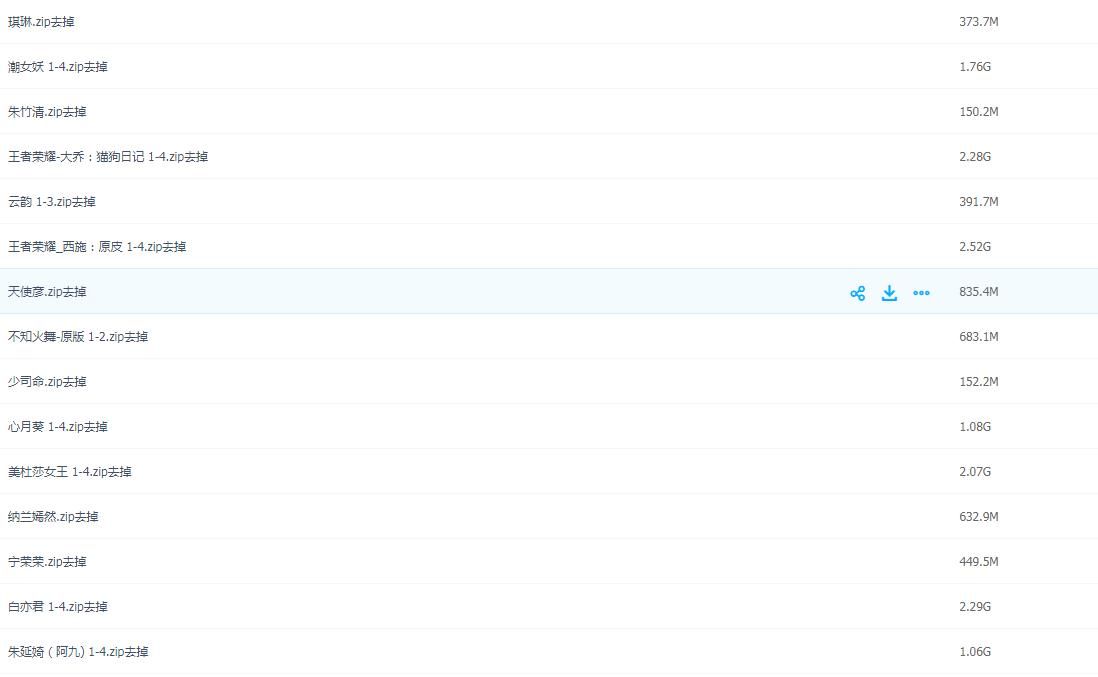 琪琳.zip去掉 373.7M
潮女妖 1-4.zip去掉 1.76G
朱竹清.zip去掉 150.2M
王者荣耀-大乔：猫狗日记 1-4.zip去掉 2.28G
云韵 1-3.zip去掉 391.7M
王者荣耀_西施：原皮 1-4.zip去掉 2.52G
天使彦.zip去掉 835.4M
不知火舞-原版 1-2.zip去掉 683.1M
少司命.zip去掉 152.2M
心月葵 1-4.zip去掉 1.08G
美杜莎女王 1-4.zip去掉 2.07G
纳兰嫣然.zip去掉 632.9M
宁荣荣.zip去掉 449.5M
白亦君 1-4.zip去掉 2.29G
朱延婍（阿九) 1-4.zip去掉 1.06G